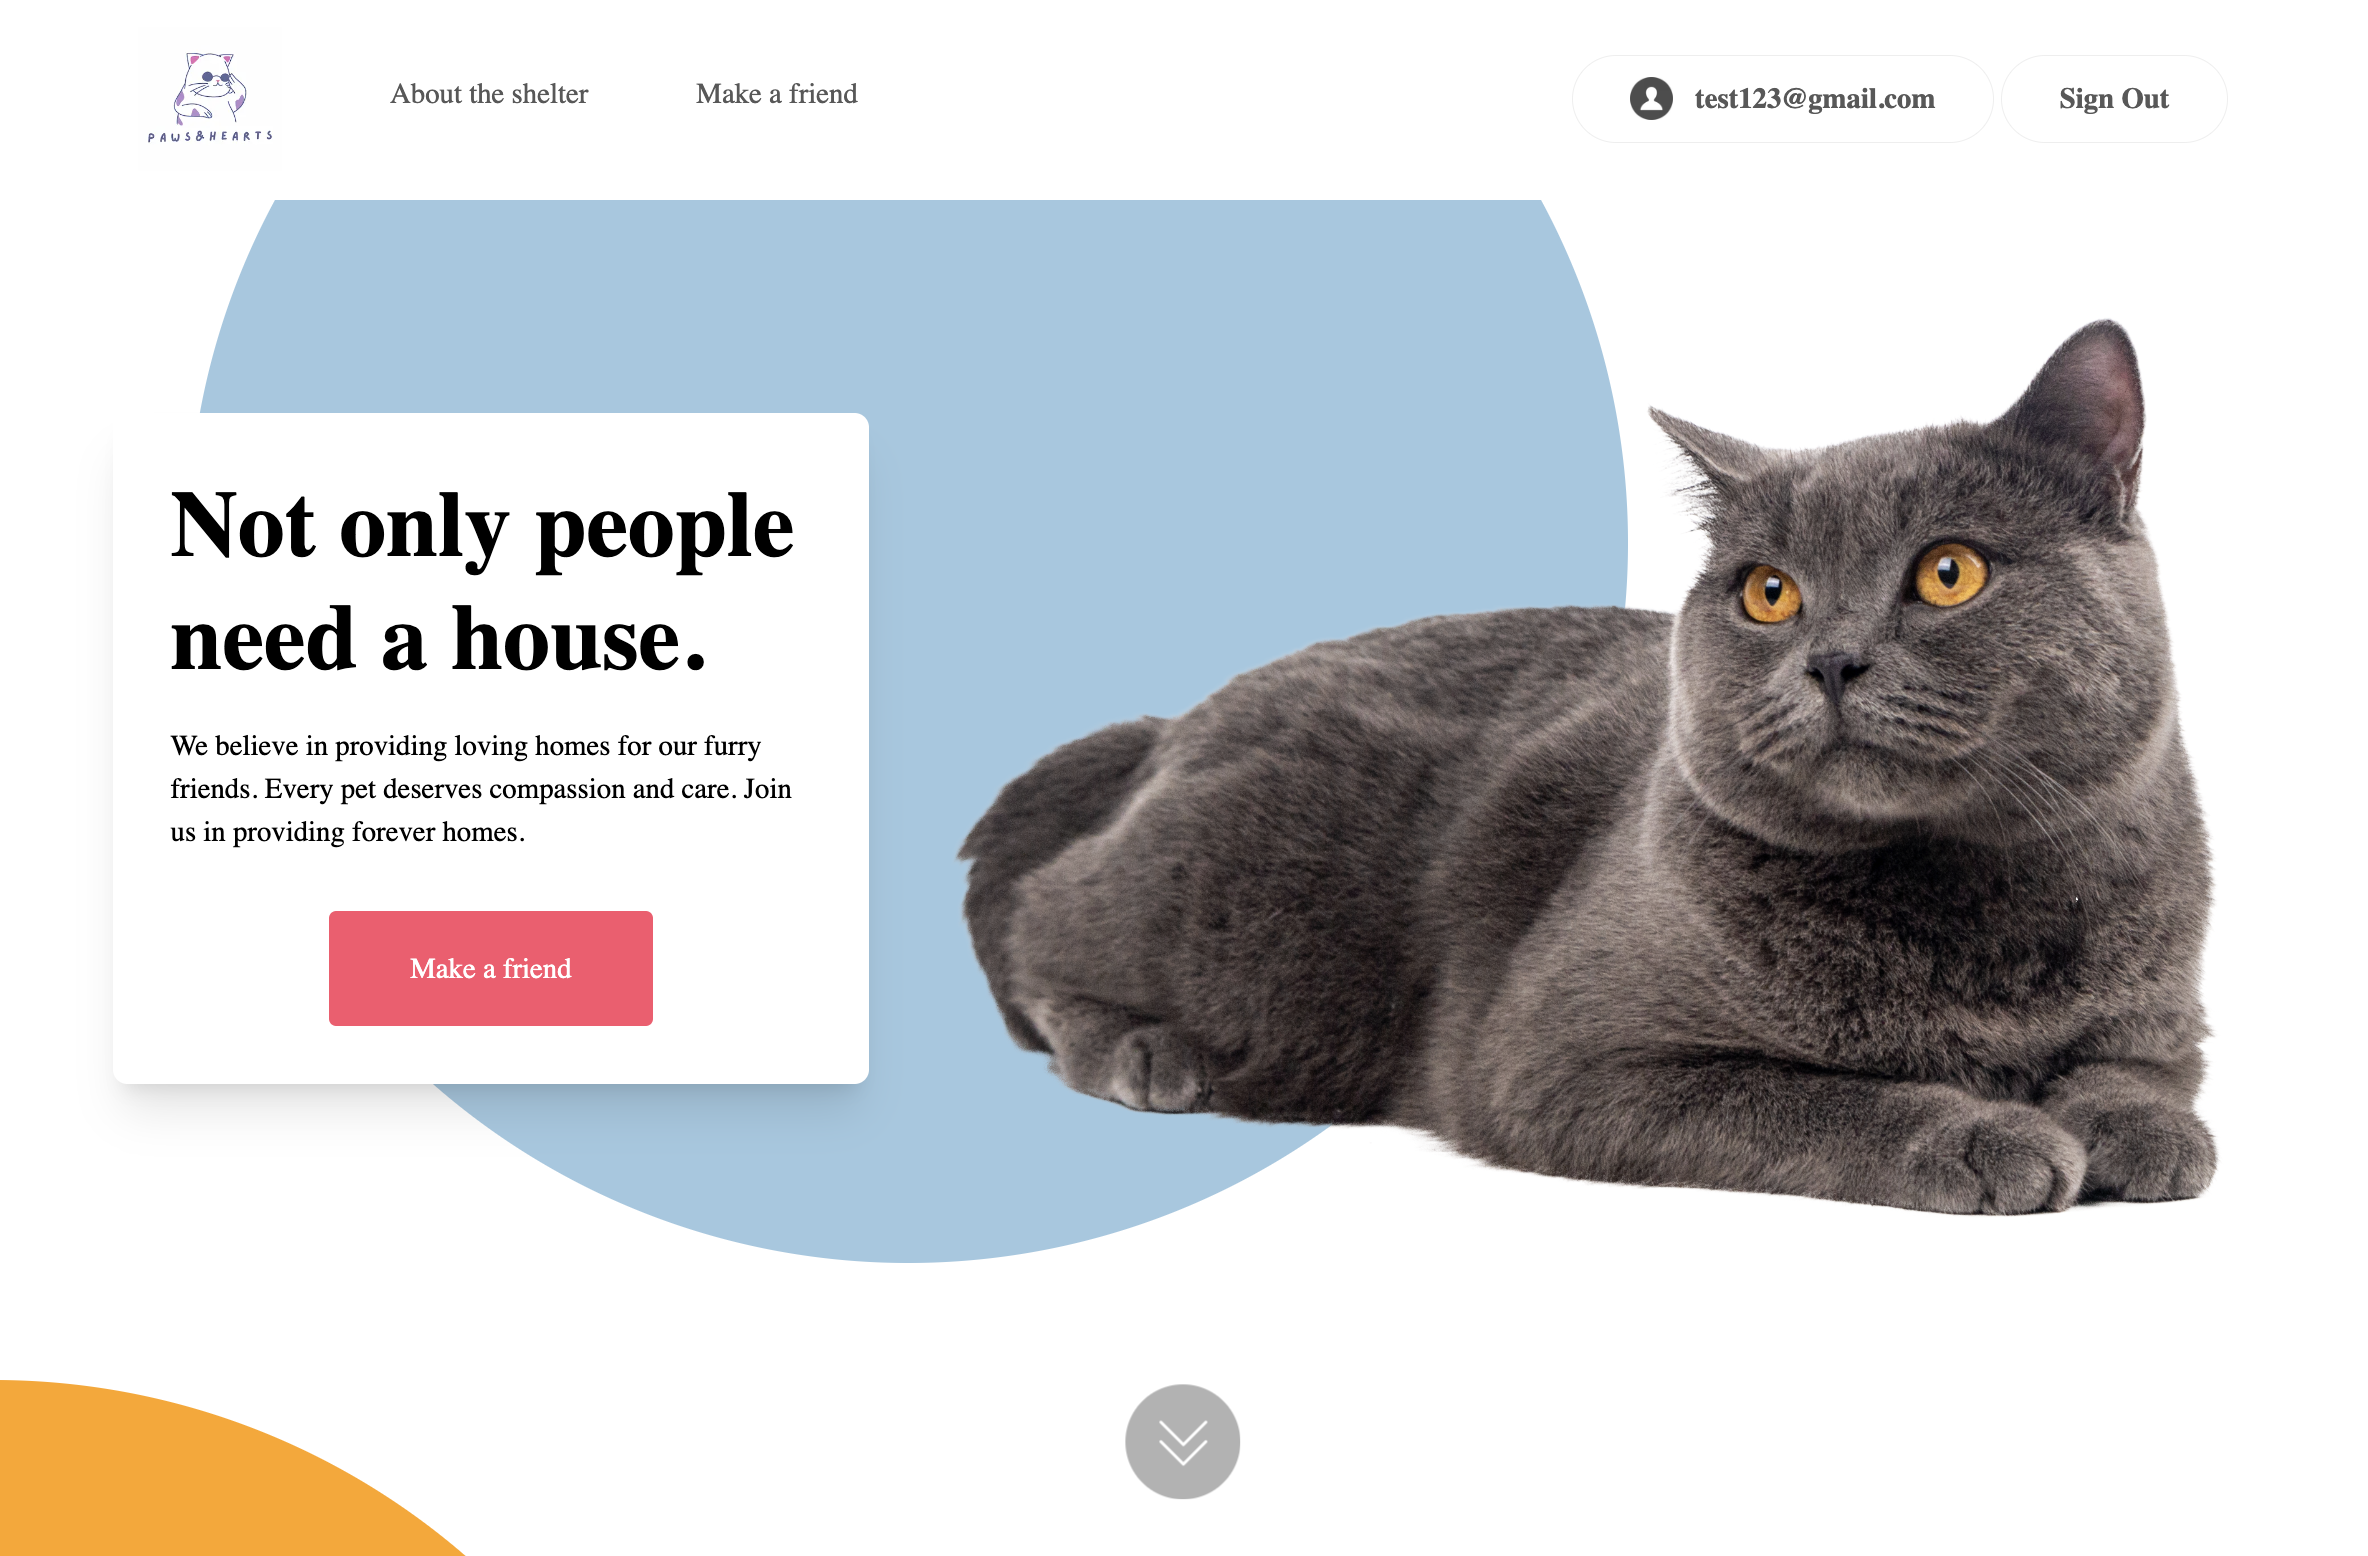 PAWS&HEARTS
About the shelter
Make a friend
test123@gmail.com
Sign Out
Not only people
need a house.
We believe in providing loving homes for our furry
friends. Every pet deserves compassion and care. Join
us in providing forever homes.
Make a friend